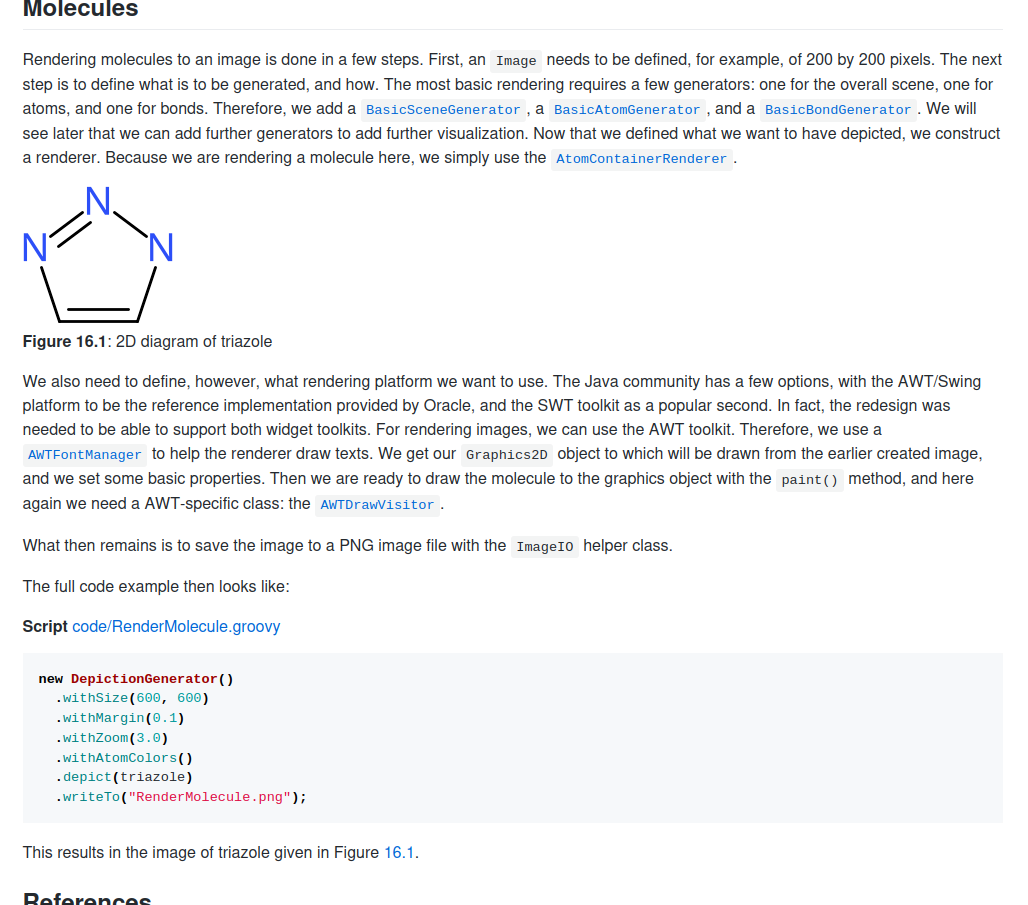 Molecules
Rendering molecules to an image is done in a few steps. First, an Image needs to be defined, for example, of 200 by 200 pixels. The next
step is to define what is to be generated, and how. The most basic rendering requires a few generators: one for the overall scene, one for
atoms, and one for bonds. Therefore, we add a BasicSceneGenerator , a BasicAtomGenerator , and a BasicBondGenerator . We will
see later that we can add further generators to add further visualization. Now that we defined what we want to have depicted, we construct
a renderer. Because we are rendering a molecule here, we simply use the AtomContainerRenderer .
N
N N
Figure 16.1: 2D diagram of triazole
We also need to define, however, what rendering platform we want to use. The Java community has a few options, with the AWT/Swing
platform to be the reference implementation provided by Oracle, and the SWT toolkit as a popular second. In fact, the redesign was
needed to be able to support both widget toolkits. For rendering images, we can use the AWT toolkit. Therefore, we use a
AWTFontManager to help the renderer draw texts. We get our Graphics2D object to which will be drawn from the earlier created image,
and we set some basic properties. Then we are ready to draw the molecule to the graphics object with the paint() method, and here
again we need a AWT-specific class: the AWTDrawVisitor .
What then remains is to save the image to a PNG image file with the ImageIO helper class.
The full code example then looks like:
Script code/RenderMolecule.groovy
new DepictionGenerator()
  .withSize(600, 600)
  .withMargin(0.1)
  .withZoom(3.0)
  .withAtomColors()
  .depict(triazole)
  .writeTo("RenderMolecule.png");
This results in the image of triazole given in Figure 16.1.
References